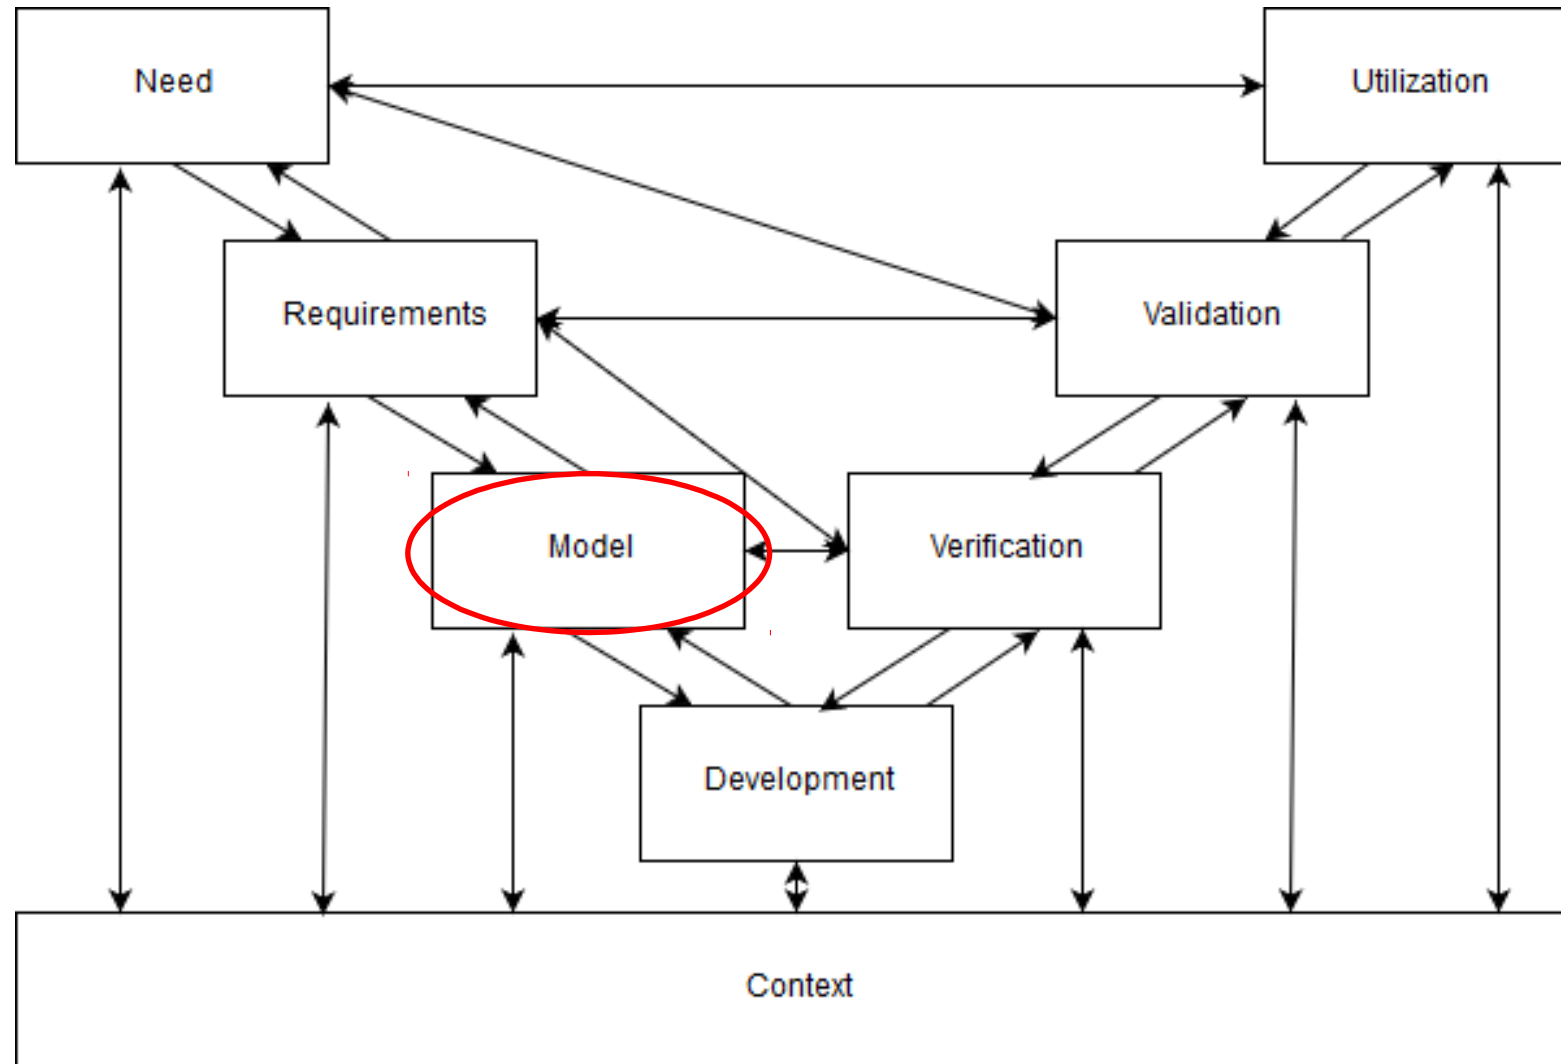 Need
Utilization
Requirements
Validation
Model
Verification
Development
Context